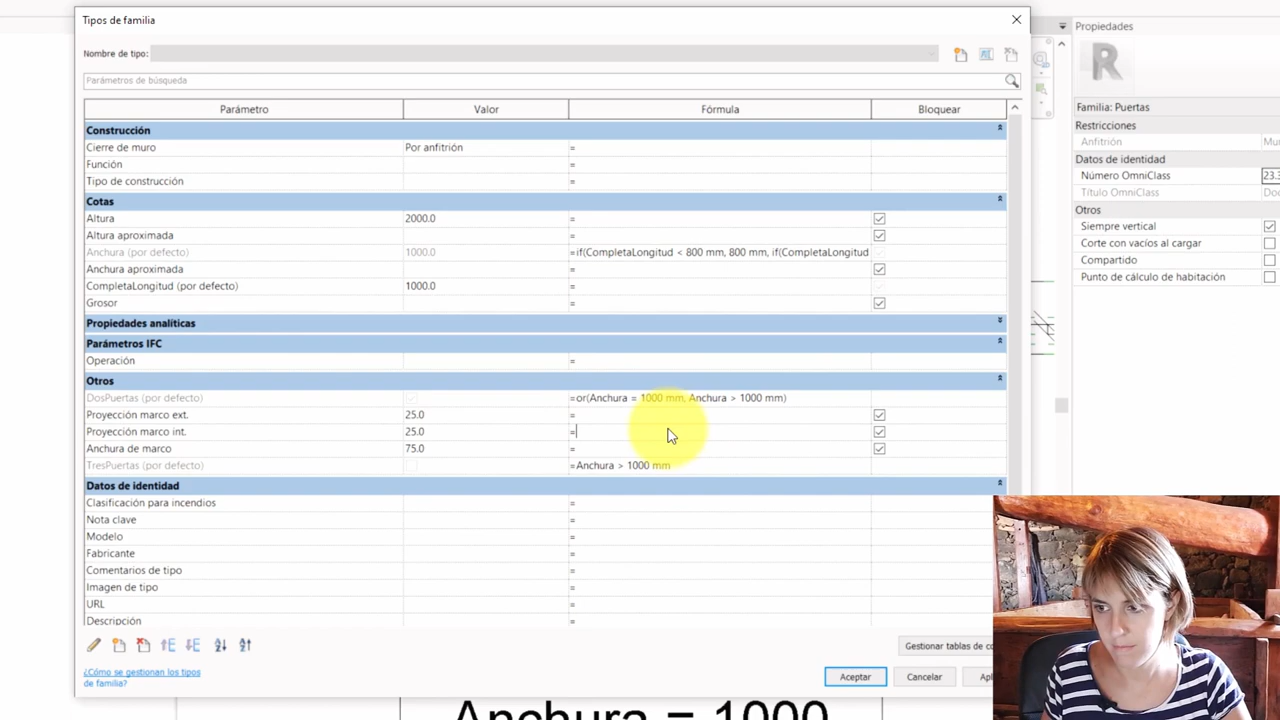 Tipos de familia
Propiedades
Nombre de tipo:
Parámetros de búsqueda
Parámetro Valor Fórmula Bloquear
Construcción
Cierre de muro Por anfitrión =
Función =
Tipo de construcción =
Cotas
Altura 2000.0 =
Altura aproximada =
Anchura (por defecto) 1000.0 =if(CompletaLongitud < 800 mm, 800 mm, if(CompletaLongitud
Anchura aproximada =
CompletaLongitud (por defecto) 1000.0 =
Grosor =
Propiedades analíticas
Parámetros IFC
Operación =
Otros
DosPuertas (por defecto) =or(Anchura = 1000 mm, Anchura > 1000 mm)
Proyección marco ext. 25.0 =
Proyección marco int. 25.0 =
Anchura de marco 75.0 =
TresPuertas (por defecto) =Anchura > 1000 mm
Datos de identidad
Clasificación para incendios =
Nota clave =
Modelo =
Fabricante =
Comentarios de tipo =
Imagen de tipo =
URL =
Descripción
Gestionar tablas de
¿Cómo se gestionan los tipos
de familia?
Aceptar Cancelar
R
Familia: Puertas
Restricciones
Anfitrión
Datos de identidad
Número OmniClass 23.3
Título OmniClass
Otros
Siempre vertical
Corte con vacíos al cargar
Compartido
Punto de cálculo de habitación
Anchura = 1000